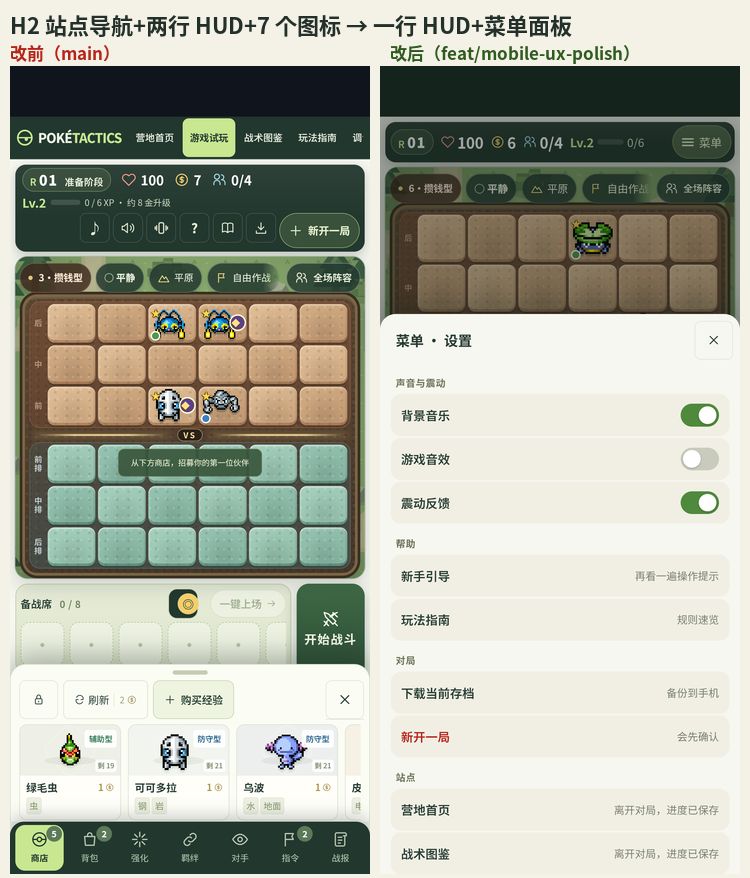 H2 站点导航+两行 HUD+7 个图标 → 一行 HUD+菜单面板
改前（main）
POKÉTACTICS 营地首页 游戏试玩 战术图鉴 玩法指南 调
R 01 准备阶段 100 7 0/4
Lv.2 0/6 XP · 约 8 金升级
? + 新开一局
3·攒钱型 平静 平原 自由作战 全场阵容
后
中
前
VS
前排
从下方商店，招募你的第一位伙伴
中排
后排
备战席 0 / 8 一键上场 →
开始战斗
刷新 2 + 购买经验 ×
辅助型 防守型 防守型
剩 19 剩 21 剩 21
绿毛虫 1 可可多拉 1 乌波 1
虫 钢 岩 水 地面
5 2 2
商店 背包 强化 羁绊 对手 指令 战报
改后（feat/mobile-ux-polish）
R 01 100 6 0/4 Lv.2 0/6 菜单
6·攒钱型 平静 平原 自由作战 全场阵容
后
中
菜单 · 设置 ×
声音与震动
背景音乐
游戏音效
震动反馈
帮助
新手引导 再看一遍操作提示
玩法指南 规则速览
对局
下载当前存档 备份到手机
新开一局 会先确认
站点
营地首页 离开对局，进度已保存
战术图鉴 离开对局，进度已保存